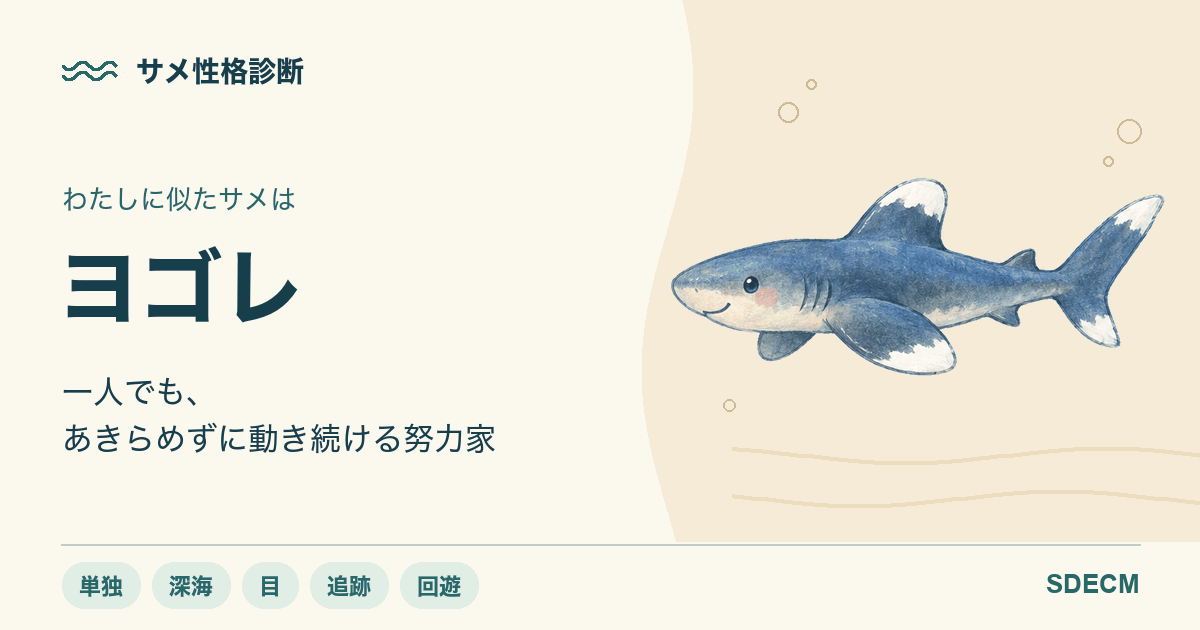 サメ性格診断
わたしに似たサメは
ヨゴレ
一人でも、
あきらめずに動き続ける努力家
単独 深海 目 追跡 回遊
SDECM